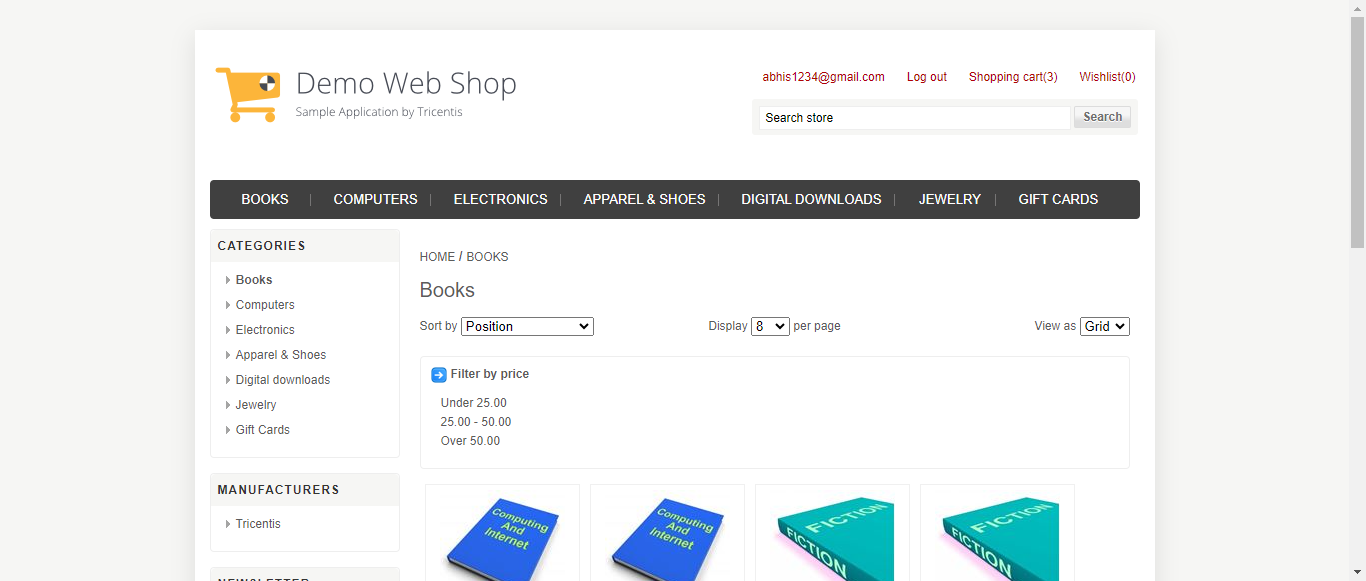 Demo Web Shop
Sample Application by Tricentis
abhis1234@gmail.com Log out Shopping cart(3) Wishlist(0)
Search store Search
BOOKS COMPUTERS ELECTRONICS APPAREL & SHOES DIGITAL DOWNLOADS JEWELRY GIFT CARDS
CATEGORIES
Books
Computers
Electronics
Apparel & Shoes
Digital downloads
Jewelry
Gift Cards
MANUFACTURERS
Tricentis
NEWSLETTER
HOME / BOOKS
Books
Sort by Position Display 8 per page View as Grid
Filter by price
Under 25.00
25.00 - 50.00
Over 50.00
Computing
And
Internet
Computing
And
Internet
FICTION
FICTION
FICTION
FICTION